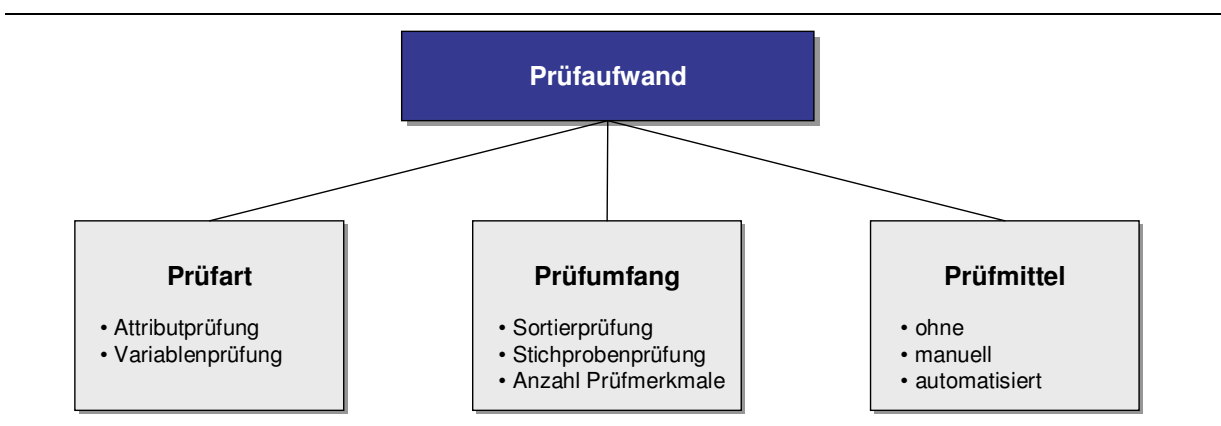 Prüfaufwand
Prüfart
• Attributprüfung
• Variablenprüfung
Prüfumfang
• Sortierprüfung
• Stichprobenprüfung
• Anzahl Prüfmerkmale
Prüfmittel
• ohne
• manuell
• automatisiert